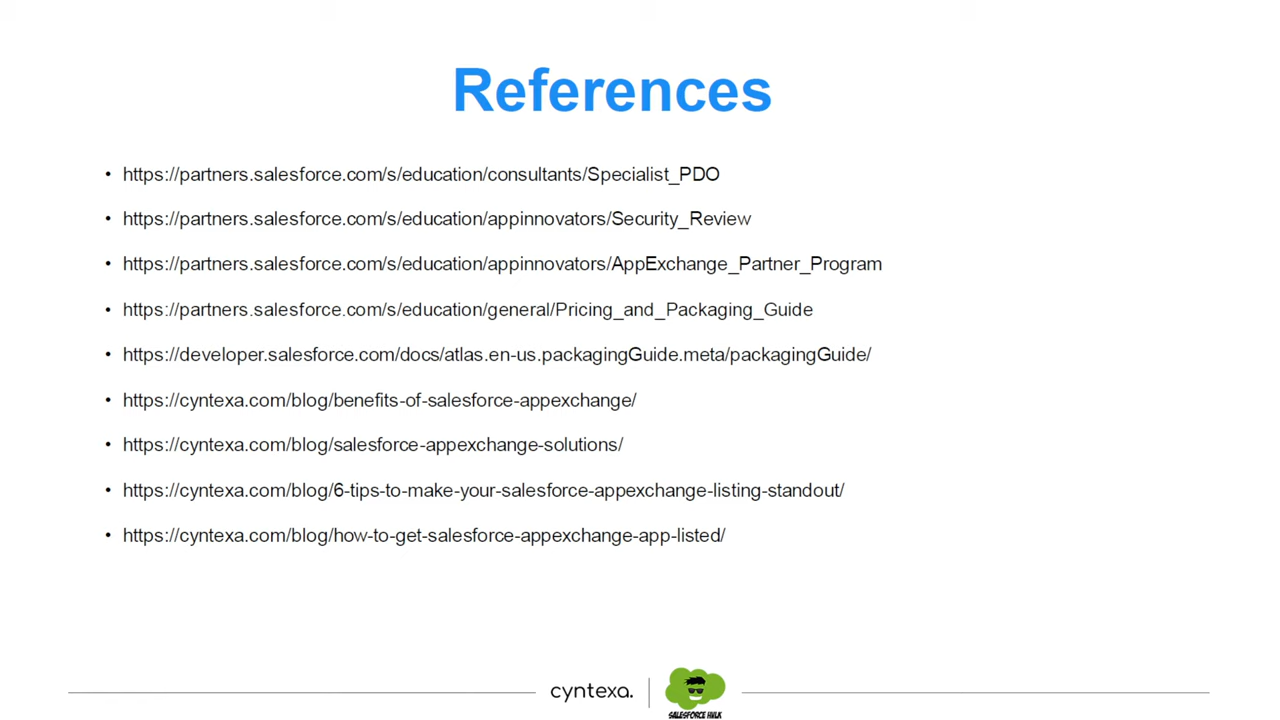 References
• https://partners.salesforce.com/s/education/consultants/Specialist_PDO
• https://partners.salesforce.com/s/education/appinnovators/Security_Review
• https://partners.salesforce.com/s/education/appinnovators/AppExchange_Partner_Program
• https://partners.salesforce.com/s/education/general/Pricing_and_Packaging_Guide
• https://developer.salesforce.com/docs/atlas.en-us.packagingGuide.meta/packagingGuide/
• https://cyntexa.com/blog/benefits-of-salesforce-appexchange/
• https://cyntexa.com/blog/salesforce-appexchange-solutions/
• https://cyntexa.com/blog/6-tips-to-make-your-salesforce-appexchange-listing-standout/
• https://cyntexa.com/blog/how-to-get-salesforce-appexchange-app-listed/
cyntexa.
SALESFORCE HULK